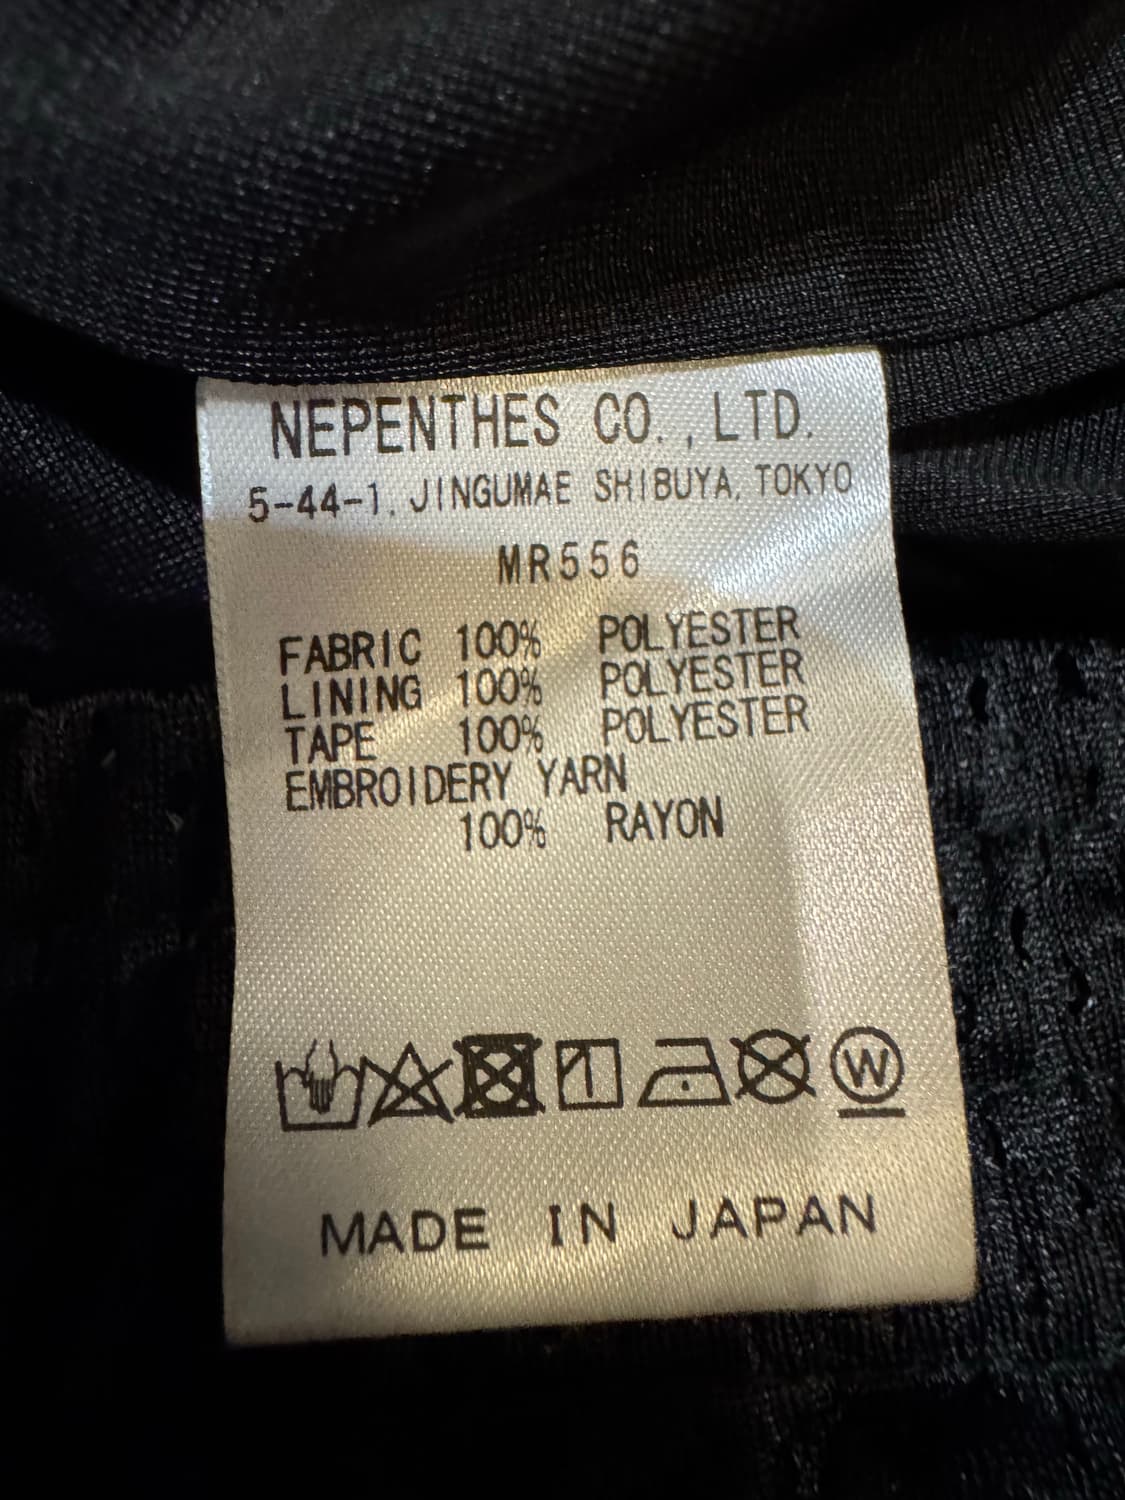 NEPENTHES CO.,LTD.
5-44-1, JINGUMAE SHIBUYA, TOKYO
MR556
FABRIC 100% POLYESTER
LINING 100% POLYESTER
TAPE 100% POLYESTER
EMBROIDERY YARN
100% RAYON
W
MADE IN JAPAN